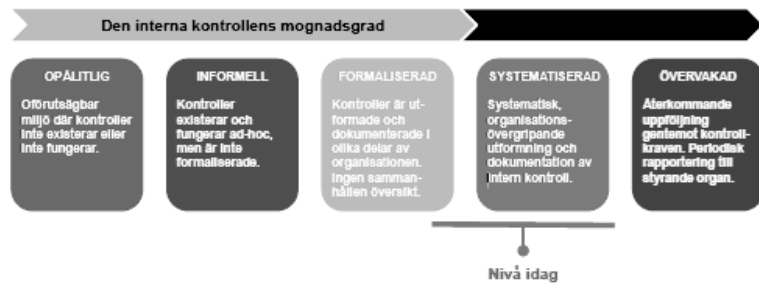 Den interna kontrollens mognadsgrad
OPÅLITLIG
Oförutsägbar
miljö där kontroller
inte existerar eller
inte fungerar.
INFORMELL
Kontroller
existerar och
fungerar ad-hoc,
men är inte
formaliserade.
FORMALISERAD
Kontroller är ut-
formade och
dokumenterade i
olika delar av
organisationen.
Ingen samman-
hållen översikt.
SYSTEMATISERAD
Systematisk,
organisations-
övergripande
utformning och
dokumentation av
intern kontroll.
ÖVERVAKAD
Återkommande
uppföljning
gentemot kontroll-
kraven. Periodisk
rapportering till
styrande organ.
Nivå idag